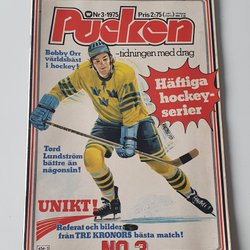 Nr 3-1975 Pris 2:75
Pucken
-tidningen med drag
Bobby Orr
världsbäst
i hockey!
Häftiga
hockey-
serier
Tord
Lundström
bättre än
någonsin!
UNIKT!
Referat och bilder
från TRE KRONORS bästa match!
NO. 3